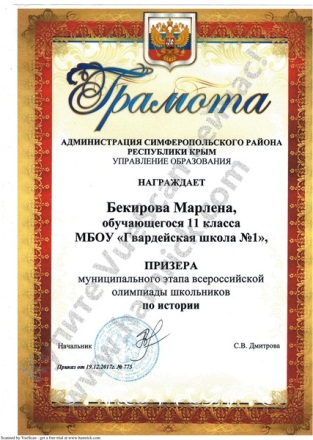 Грамота
АДМИНИСТРАЦИЯ СИМФЕРОПОЛЬСКОГО РАЙОНА
РЕСПУБЛИКИ КРЫМ
УПРАВЛЕНИЕ ОБРАЗОВАНИЯ
НАГРАЖДАЕТ
Бекирова Марлена,
обучающегося 11 класса
МБОУ «Гвардейская школа №1»,
ПРИЗЕРА
муниципального этапа всероссийской
олимпиады школьников
по истории
Начальник С.В. Дмитрова
Приказ от 19.12.2017г. № 775
Scanned by TunScan - get a free trial at www.hamrick.com